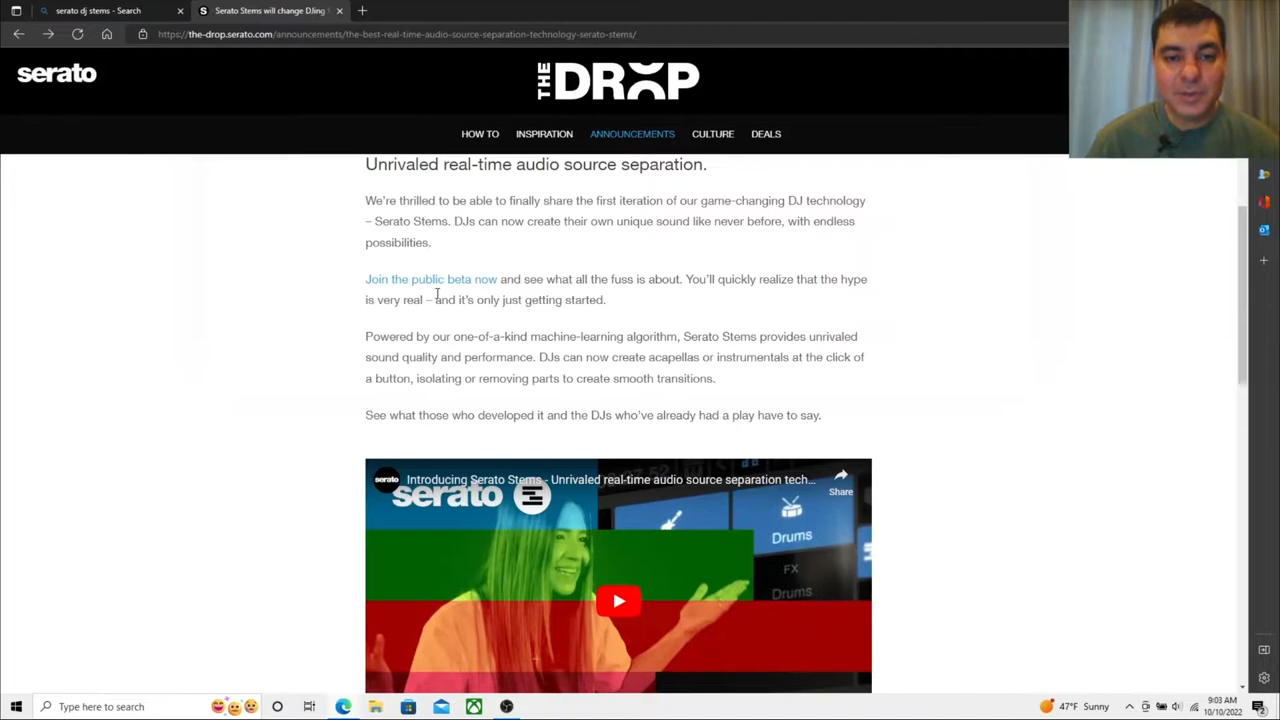 serato dj stems - Search
Serato Stems will change DJing
https://the-drop.serato.com/announcements/the-best-real-time-audio-source-separation-technology-serato-stems/
serato
THE DROP
HOW TO INSPIRATION ANNOUNCEMENTS CULTURE DEALS
Unrivaled real-time audio source separation.
We're thrilled to be able to finally share the first iteration of our game-changing DJ technology
– Serato Stems. DJs can now create their own unique sound like never before, with endless
possibilities.
Join the public beta now and see what all the fuss is about. You'll quickly realize that the hype
is very real – and it's only just getting started.
Powered by our one-of-a-kind machine-learning algorithm, Serato Stems provides unrivaled
sound quality and performance. DJs can now create acapellas or instrumentals at the click of
a button, isolating or removing parts to create smooth transitions.
See what those who developed it and the DJs who've already had a play have to say.
serato
Introducing Serato Stems - Unrivaled real-time audio source separation tech...
Share
serato
Drums
FX
Drums
Type here to search
47°F Sunny
9:03 AM
10/10/2022
2